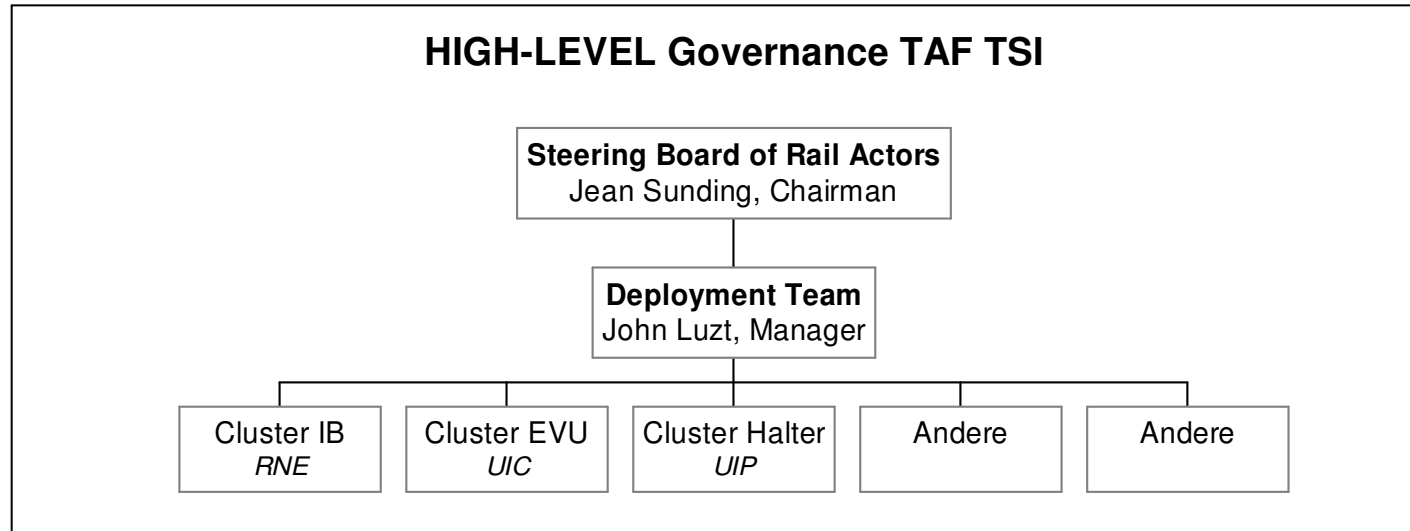 HIGH-LEVEL Governance TAF TSI
Steering Board of Rail Actors
Jean Sunding, Chairman
Deployment Team
John Luzt, Manager
Cluster IB
RNE
Cluster EVU
UIC
Cluster Halter
UIP
Andere
Andere